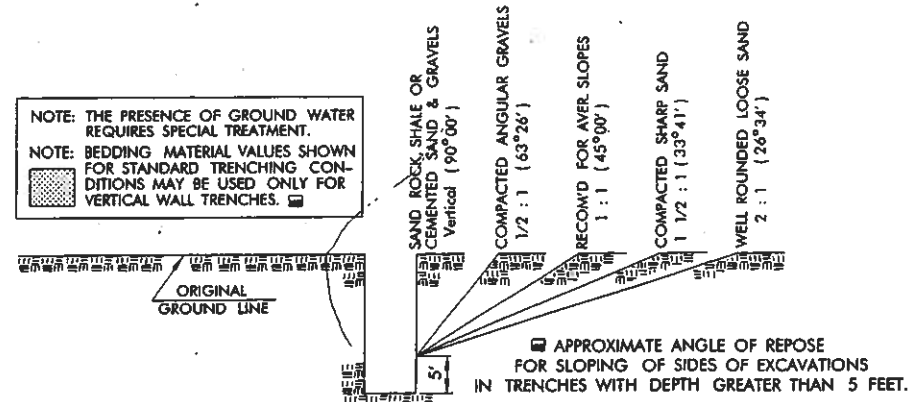 NOTE: THE PRESENCE OF GROUND WATER
REQUIRES SPECIAL TREATMENT.
NOTE: BEDDING MATERIAL VALUES SHOWN
FOR STANDARD TRENCHING CON-
DITIONS MAY BE USED ONLY FOR
VERTICAL WALL TRENCHES.
SAND ROCK, SHALE OR
CEMENTED SAND & GRAVELS
Vertical (90°00')
COMPACTED ANGULAR GRAVELS
1/2 : 1 (63°26')
RECOM'D FOR AVER. SLOPES
1 : 1 (45°00')
COMPACTED SHARP SAND
1 1/2 : 1 (33°41')
WELL ROUNDED LOOSE SAND
2 : 1 (26°34')
ORIGINAL
GROUND LINE
5'
APPROXIMATE ANGLE OF REPOSE
FOR SLOPING OF SIDES OF EXCAVATIONS
IN TRENCHES WITH DEPTH GREATER THAN 5 FEET.